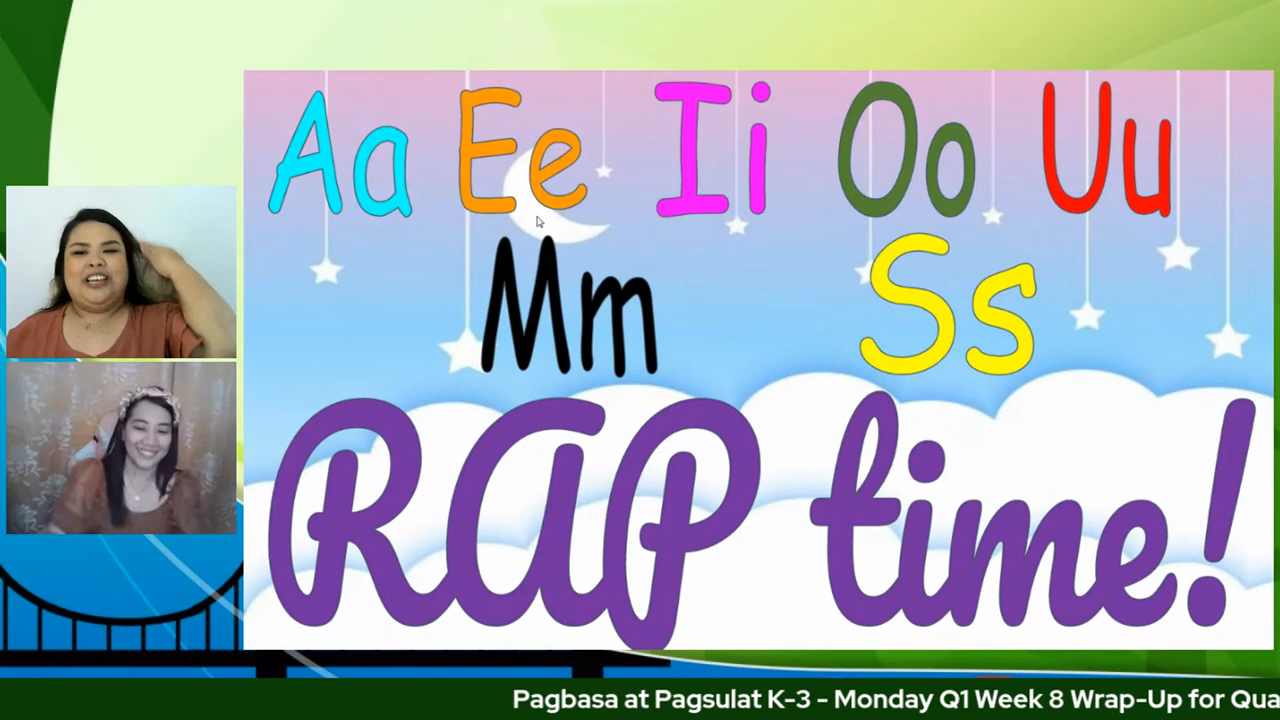 Aa Ee Ii Oo Uu
Mm Ss
RAP time!
Pagbasa at Pagsulat K-3 - Monday Q1 Week 8 Wrap-Up for Qua